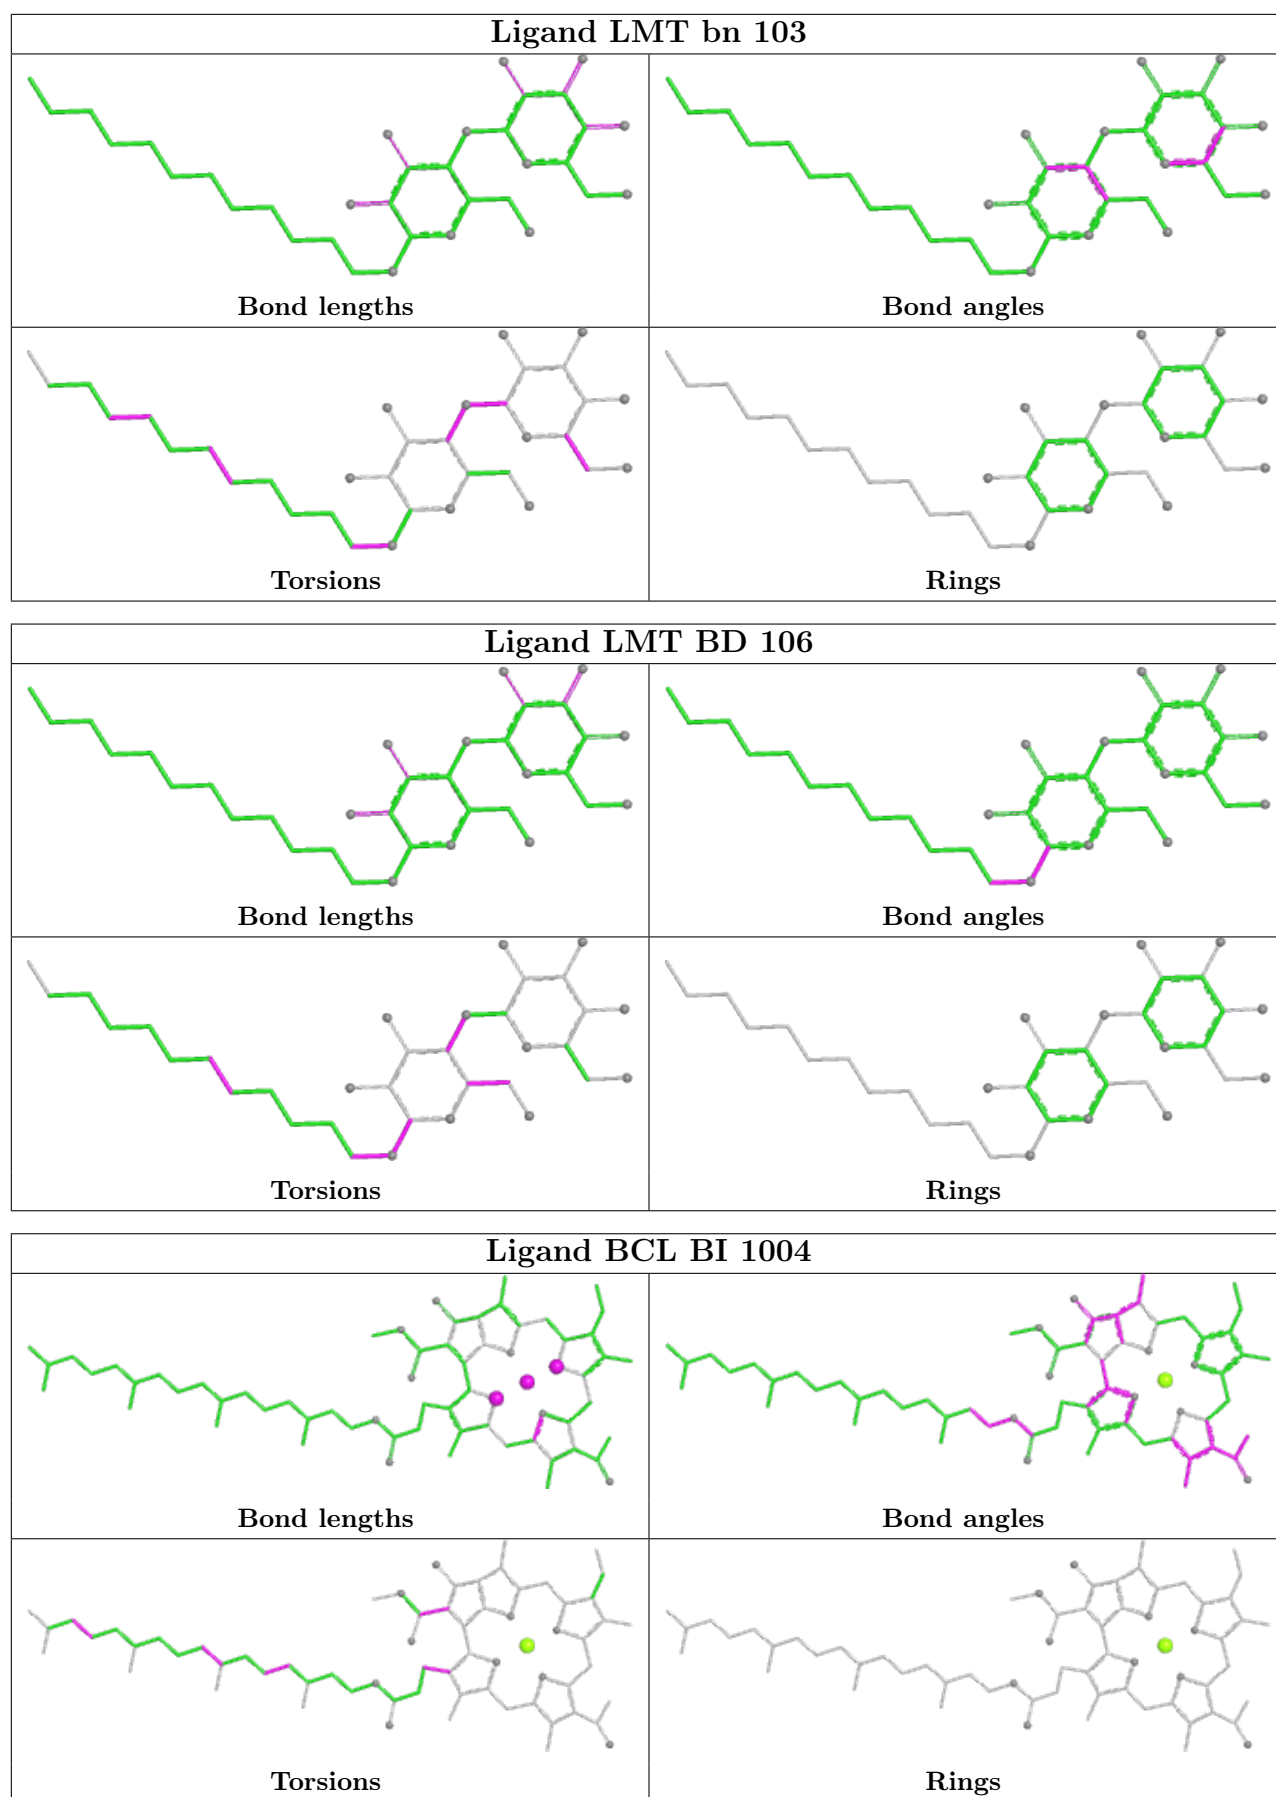 Ligand LMT bn 103
Bond lengths
Bond angles
Torsions
Rings
Ligand LMT BD 106
Bond lengths
Bond angles
Torsions
Rings
Ligand BCL BI 1004
Bond lengths
Bond angles
Torsions
Rings